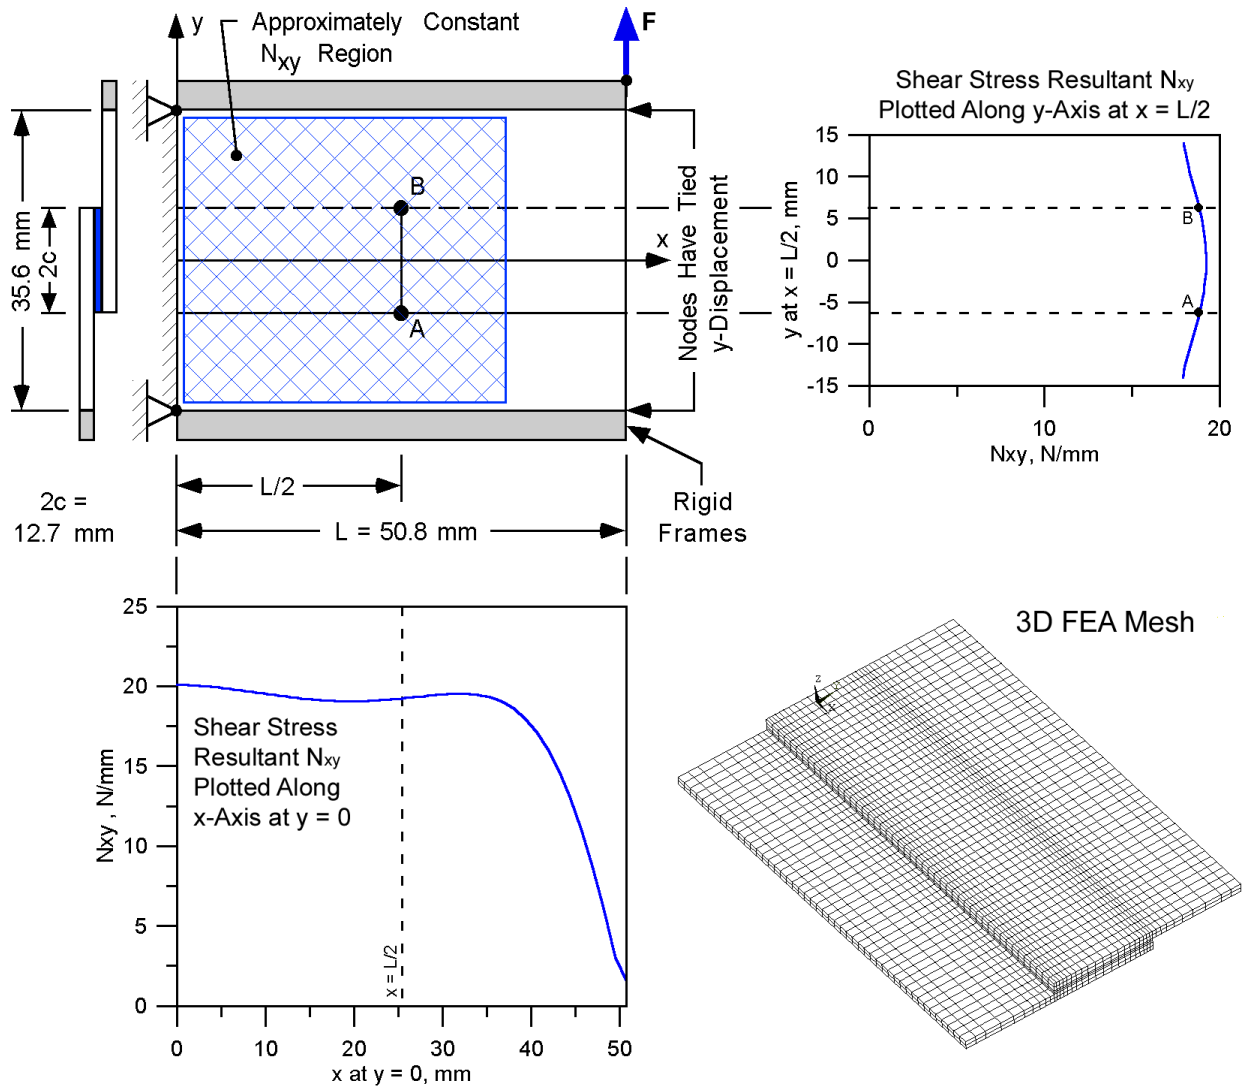 y
Approximately Constant
Nxy Region
F
35.6 mm
2c
B
x
A
Nodes Have Tied
y-Displacement
L/2
L = 50.8 mm
2c =
12.7 mm
Rigid
Frames
Shear Stress Resultant Nxy
Plotted Along y-Axis at x = L/2
15
10
5
0
-5
-10
-15
y at x = L/2, mm
B
A
0
10
20
Nxy, N/mm
25
20
15
10
5
0
Nxy , N/mm
Shear Stress
Resultant Nxy
Plotted Along
x-Axis at y = 0
x = L/2
0
10
20
30
40
50
x at y = 0, mm
3D FEA Mesh
Z
X